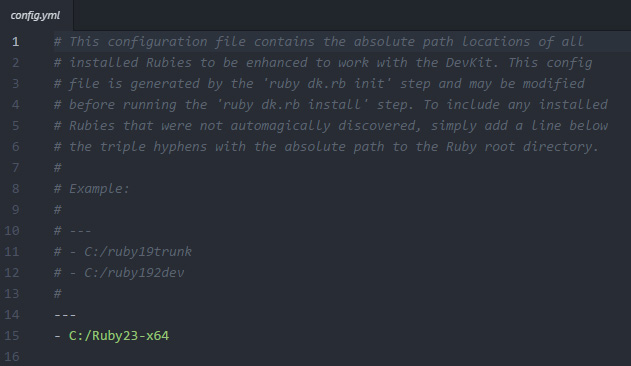 config.yml
1 # This configuration file contains the absolute path locations of all
2 # installed Rubies to be enhanced to work with the DevKit. This config
3 # file is generated by the 'ruby dk.rb init' step and may be modified
4 # before running the 'ruby dk.rb install' step. To include any installed
5 # Rubies that were not automagically discovered, simply add a line below
6 # the triple hyphens with the absolute path to the Ruby root directory.
7 #
8 # Example:
9 #
10 # ---
11 # - C:/ruby19trunk
12 # - C:/ruby192dev
13 #
14 ---
15 - C:/Ruby23-x64
16